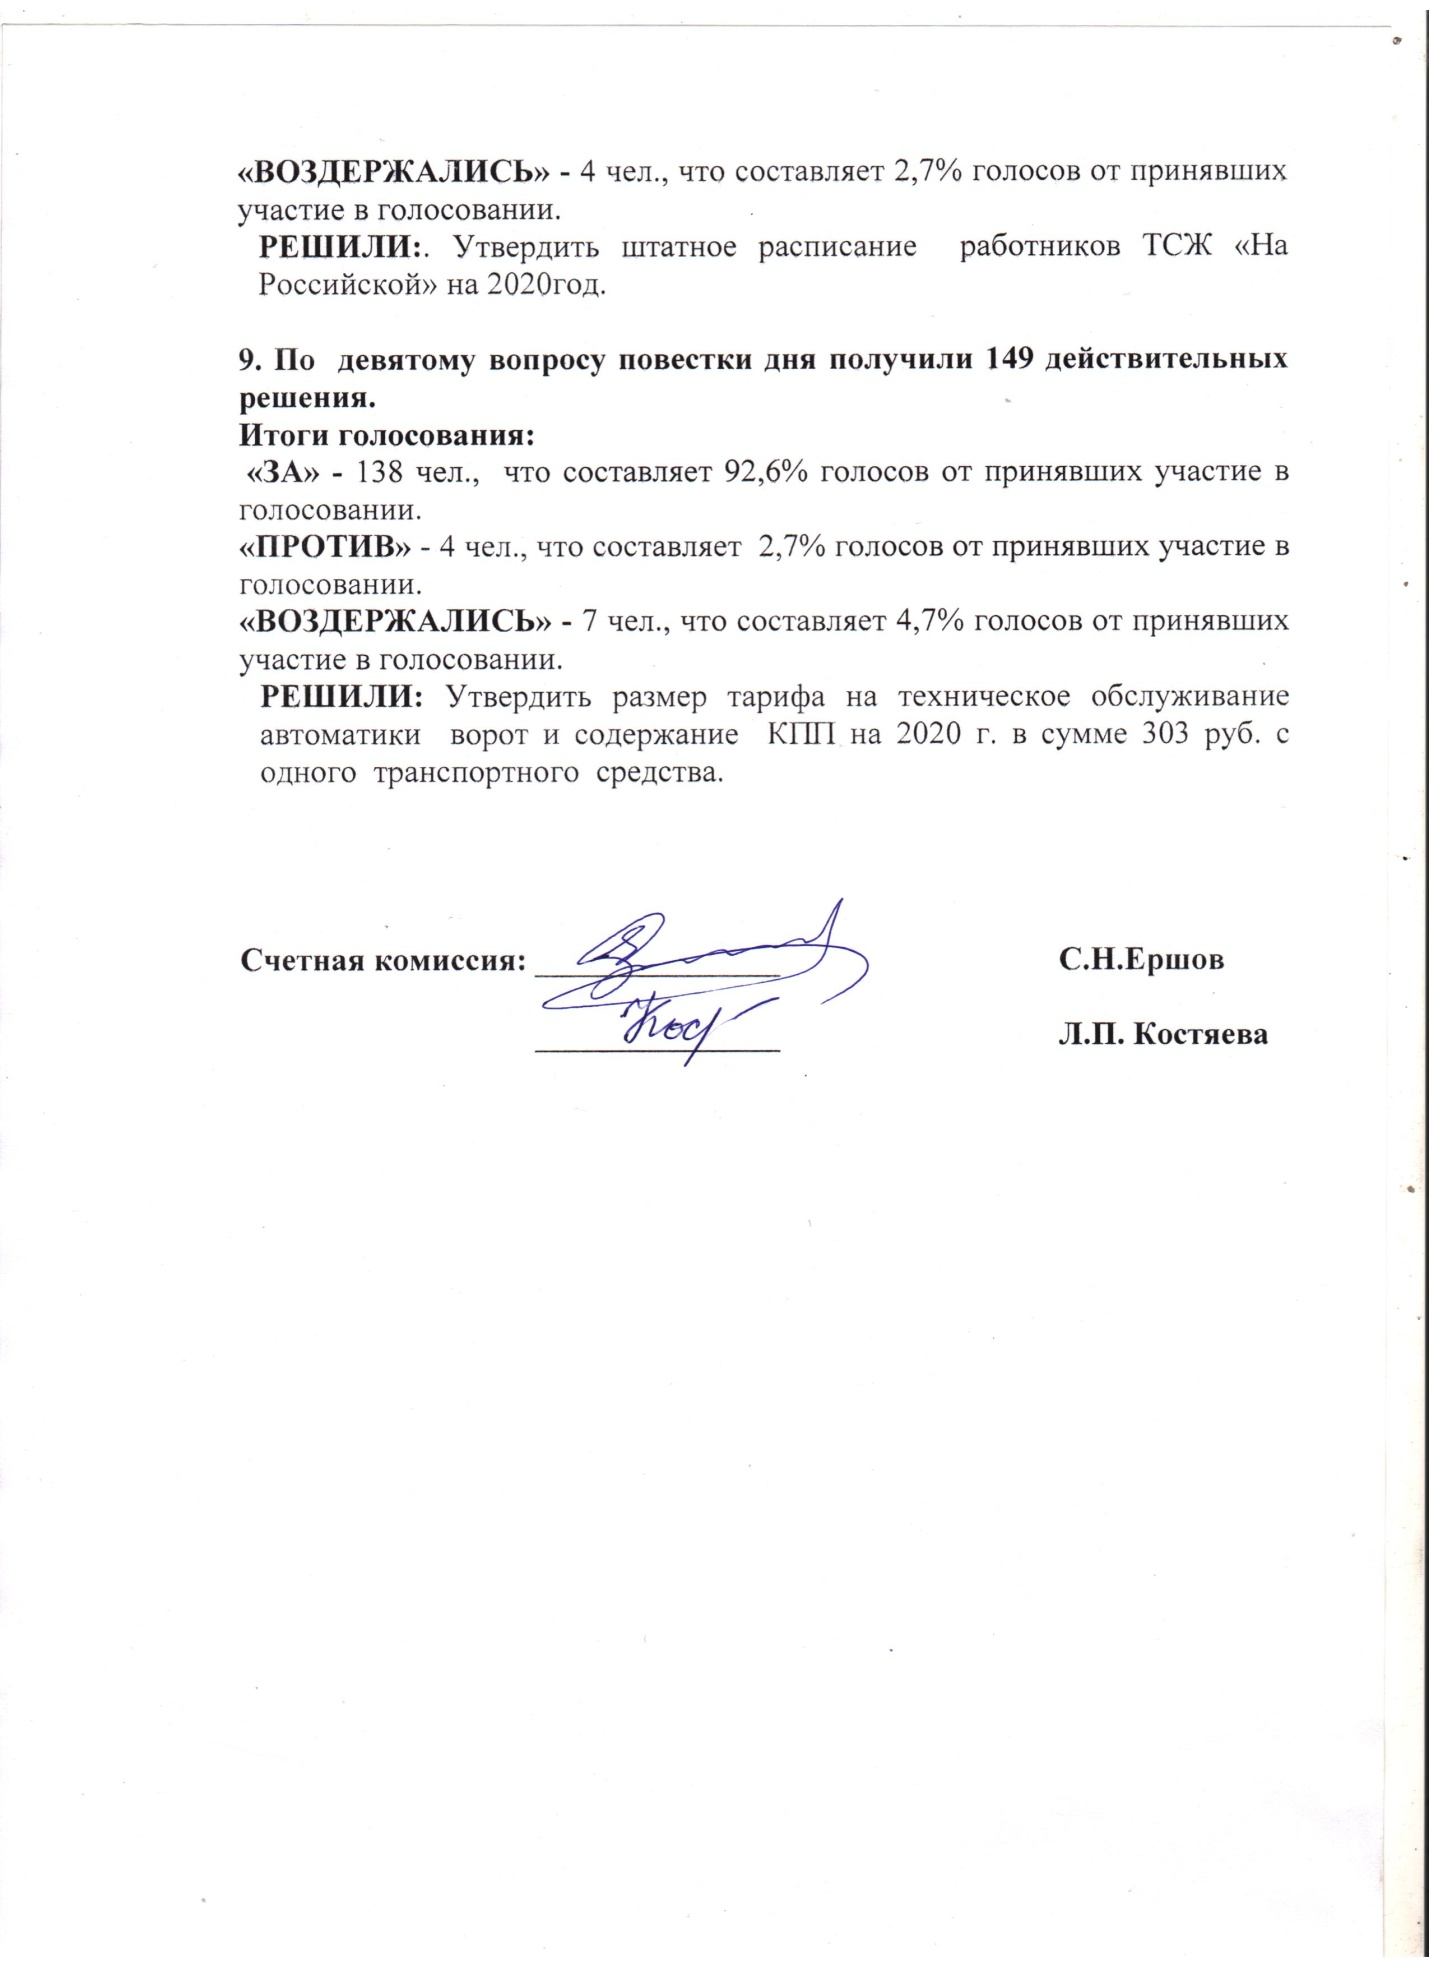 «ВОЗДЕРЖАЛИСЬ» - 4 чел., что составляет 2,7% голосов от принявших
участие в голосовании.
РЕШИЛИ:. Утвердить штатное расписание работников ТСЖ «На
Российской» на 2020год.
9. По девятому вопросу повестки дня получили 149 действительных
решения.
Итоги голосования:
«ЗА» - 138 чел., что составляет 92,6% голосов от принявших участие в
голосовании.
«ПРОТИВ» - 4 чел., что составляет 2,7% голосов от принявших участие в
голосовании.
«ВОЗДЕРЖАЛИСЬ» - 7 чел., что составляет 4,7% голосов от принявших
участие в голосовании.
РЕШИЛИ: Утвердить размер тарифа на техническое обслуживание
автоматики ворот и содержание КПП на 2020 г. в сумме 303 руб. с
одного транспортного средства.
Счетная комиссия: С.Н.Ершов
Л.П. Костяева